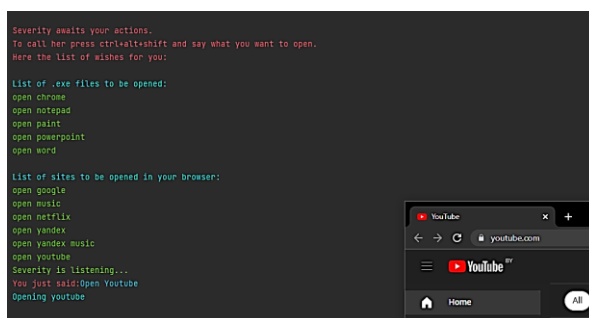 Severity awaits your actions.
To call her press ctrl+alt+shift and say what you want to open.
Here the list of wishes for you:
List of .exe files to be opened:
open chrome
open notepad
open paint
open powerpoint
open word
List of sites to be opened in your browser:
open google
open music
open netflix
open yandex
open yandex music
open youtube
Severity is listening...
You just said:Open Youtube
Opening youtube
YouTube
youtube.com
YouTube BY
Home
All